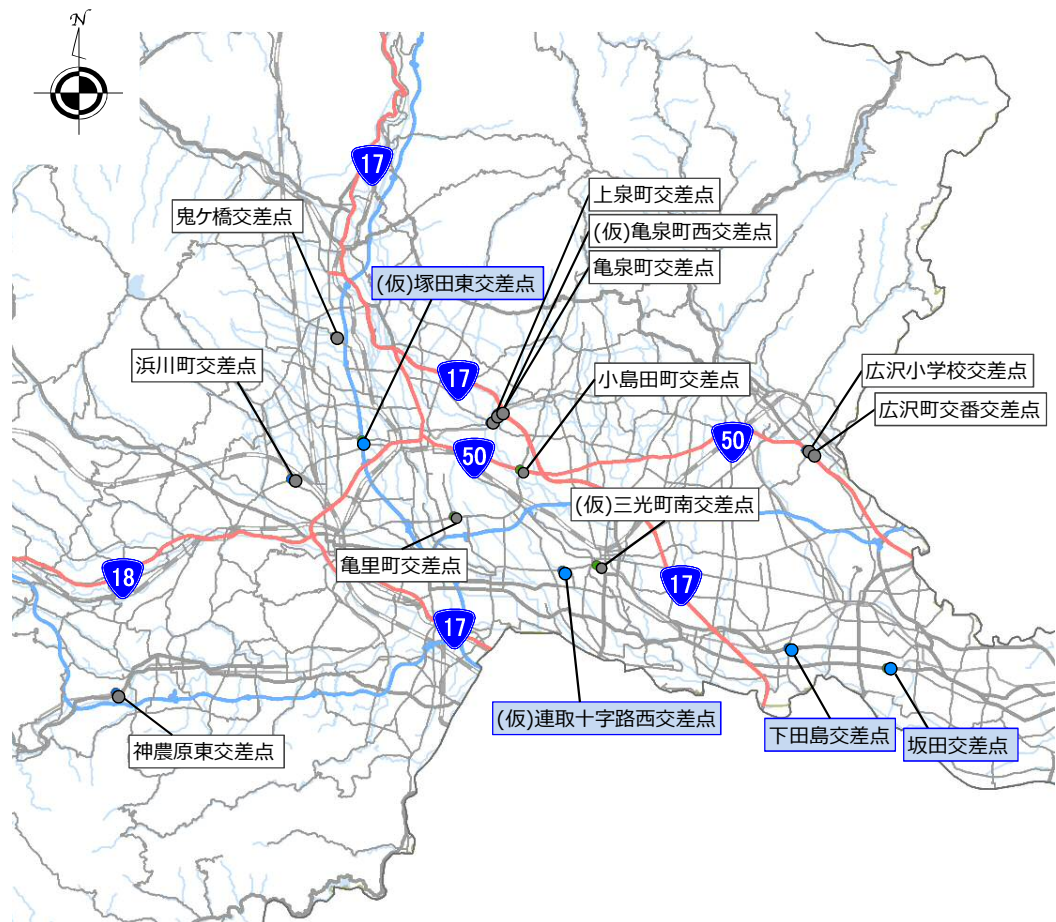 N
17
上泉町交差点
鬼ケ橋交差点
(仮)亀泉町西交差点
(仮)塚田東交差点
亀泉町交差点
浜川町交差点
17
小島田町交差点
広沢小学校交差点
広沢町交番交差点
50
50
(仮)三光町南交差点
亀里町交差点
18
17
17
(仮)連取十字路西交差点
下田島交差点
坂田交差点
神農原東交差点